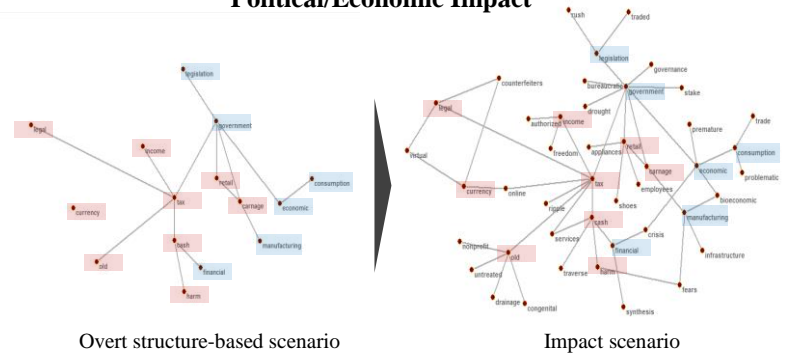 Political/Economic Impact
legislation
government
legal
income
retail
consumption
tax
carnage
economic
currency
cash
manufacturing
old
financial
harm
Overt structure-based scenario
rush
traded
legislation
governance
counterfeiters
bureaucratic
government
stake
legal
drought
income
authorized
premature
trade
freedom
appliances
retail
consumption
virtual
carnage
economic
problematic
tax
employees
currency
online
bioeconomic
ripple
shoes
manufacturing
cash
crisis
services
nonprofit
financial
old
infrastructure
untreated
traverse
harm
tears
drainage
congenital
synthesis
Impact scenario